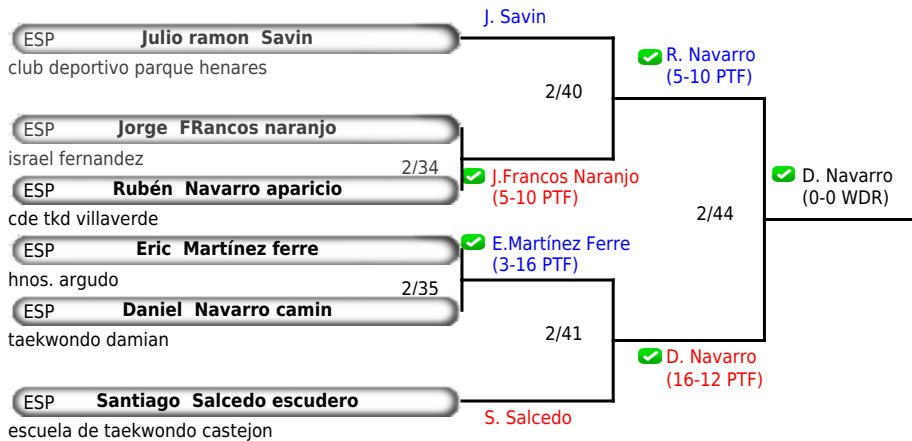 J. Savin
ESP Julio ramon Savin
club deportivo parque henares
R. Navarro
(5-10 PTF)
2/40
ESP Jorge FRancos naranjo
israel fernandez
2/34
J.Francos Naranjo
(5-10 PTF)
ESP Rubén Navarro aparicio
cde tkd villaverde
D. Navarro
(0-0 WDR)
2/44
ESP Eric Martínez ferre
hnos. argudo
E.Martínez Ferre
(3-16 PTF)
2/35
ESP Daniel Navarro camin
taekwondo damian
2/41
D. Navarro
(16-12 PTF)
ESP Santiago Salcedo escudero
escuela de taekwondo castejon
S. Salcedo